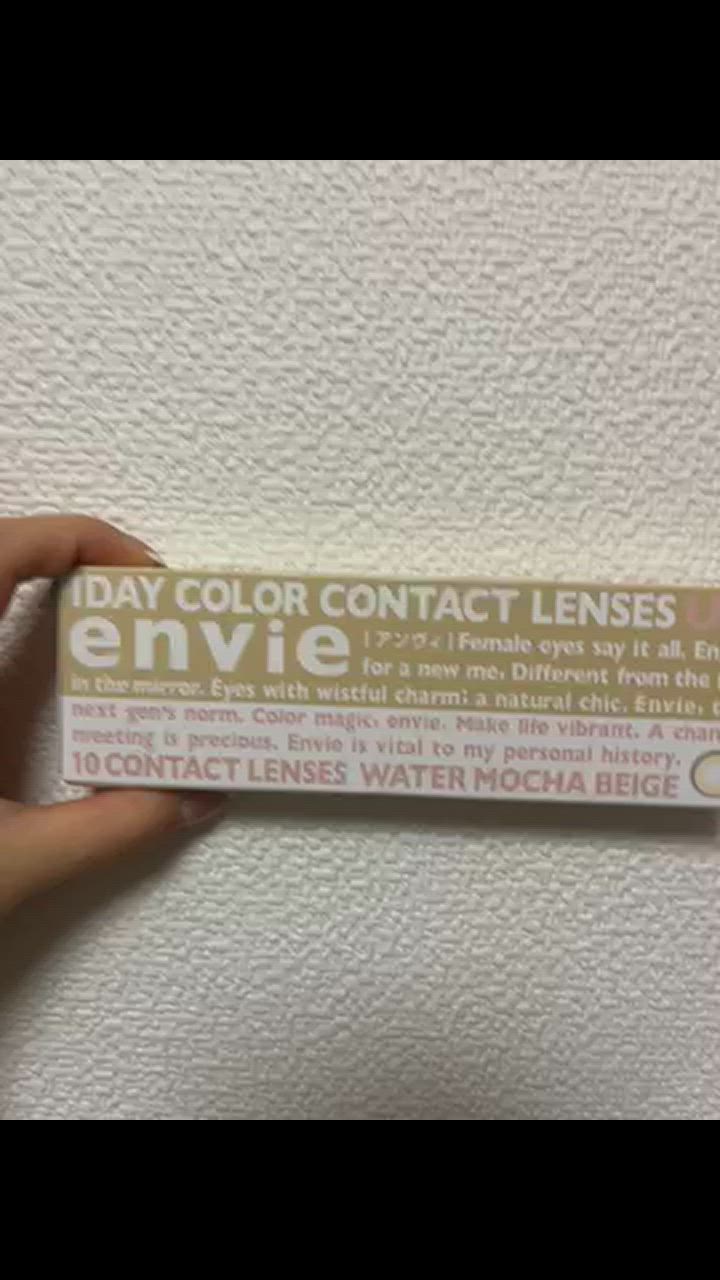 1DAY COLOR CONTACT LENSES U
envie
|アンヴィ| Female eyes say it all. En
for a new me. Different from the
in the mirror. Eyes with wistful charm: a natural chic. Envie,
next gen's norm. Color magic, envie. Make life vibrant. A chan
meeting is precious. Envie is vital to my personal history.
10 CONTACT LENSES WATER MOCHA BEIGE